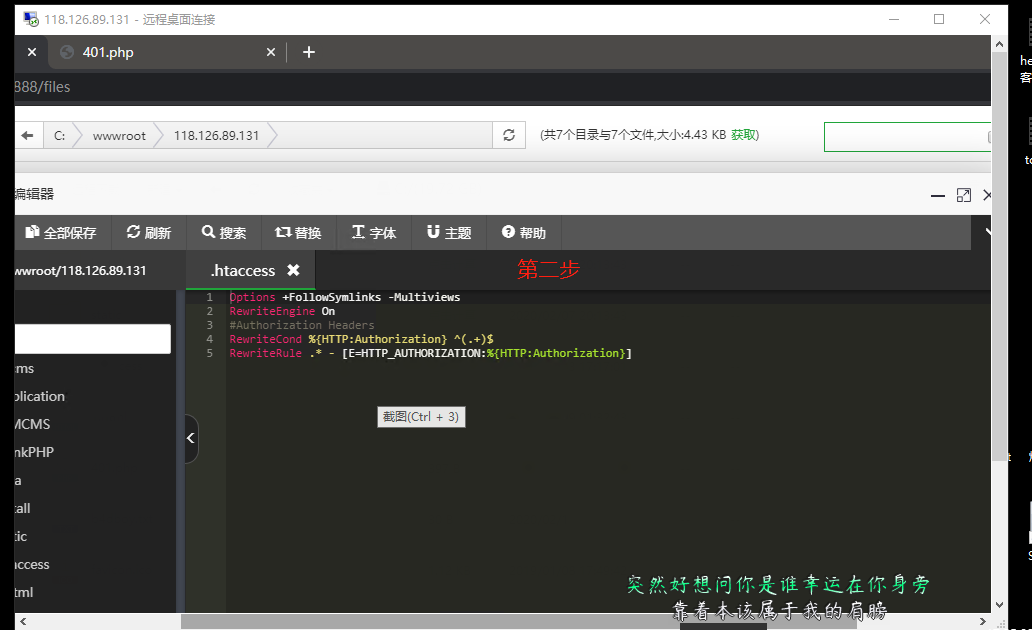 118.126.89.131 - 远程桌面连接
401.php
888/files
C: wwwroot 118.126.89.131 (共7个目录与7个文件,大小:4.43 KB 获取)
编辑器
全部保存 刷新 搜索 替换 字体 主题 帮助
wwroot/118.126.89.131 .htaccess 第二步
1 Options +FollowSymlinks -Multiviews
2 RewriteEngine On
3 #Authorization Headers
4 RewriteCond %{HTTP:Authorization} ^(.+)$
5 RewriteRule .* - [E=HTTP_AUTHORIZATION:%{HTTP:Authorization}]
cms
plication
MCMS
nkPHP
a
tall
tic
access
tml
截图(Ctrl + 3)
突然好想问你是谁幸运在你身旁
靠着本该属于我的肩膀
he
客
to